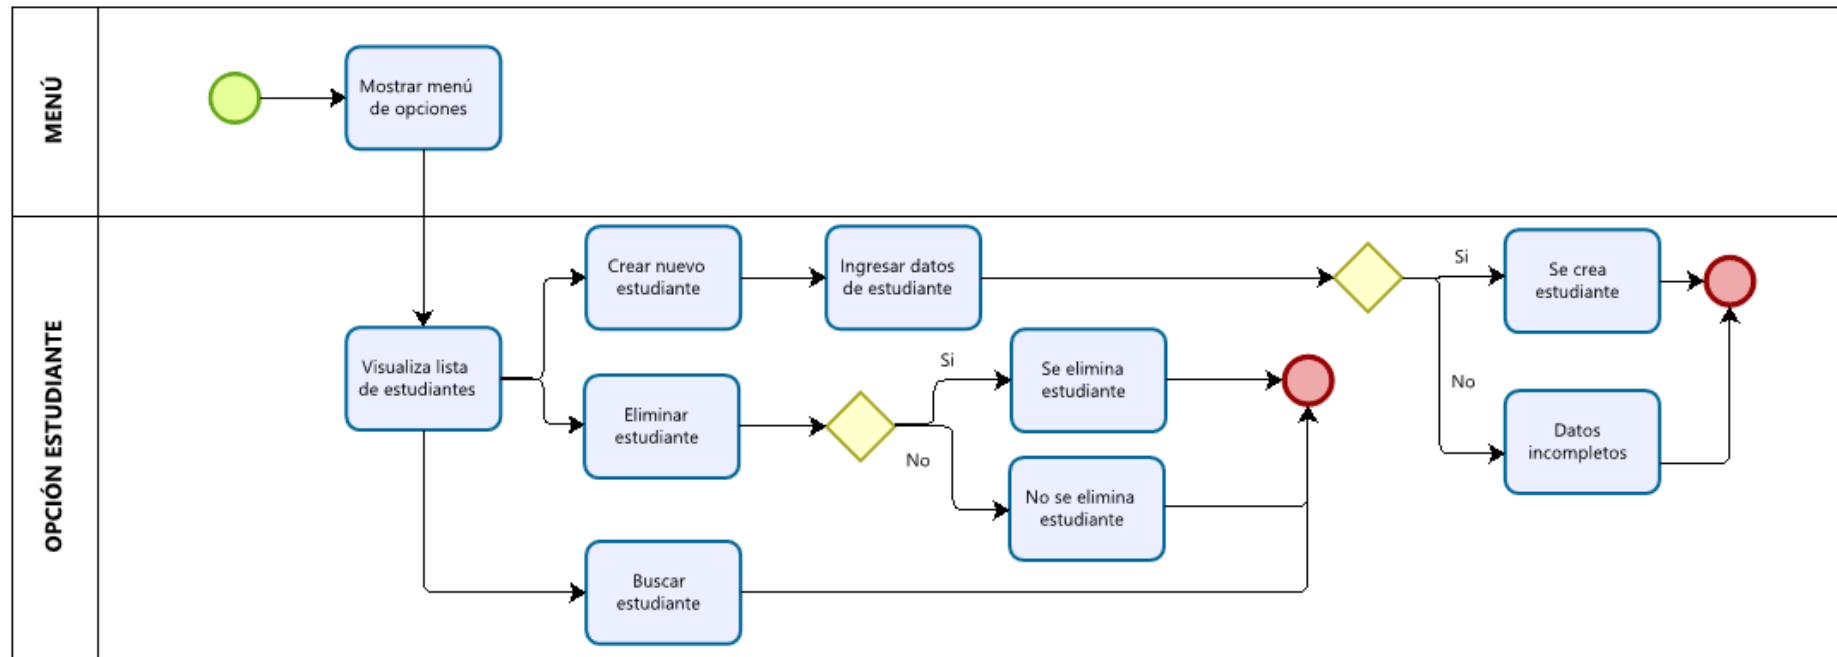 MENÚ
Mostrar menú
de opciones
OPCIÓN ESTUDIANTE
Visualiza lista
de estudiantes
Crear nuevo
estudiante
Ingresar datos
de estudiante
Si
Se crea
estudiante
No
Datos
incompletos
Eliminar
estudiante
Si
Se elimina
estudiante
No
No se elimina
estudiante
Buscar
estudiante